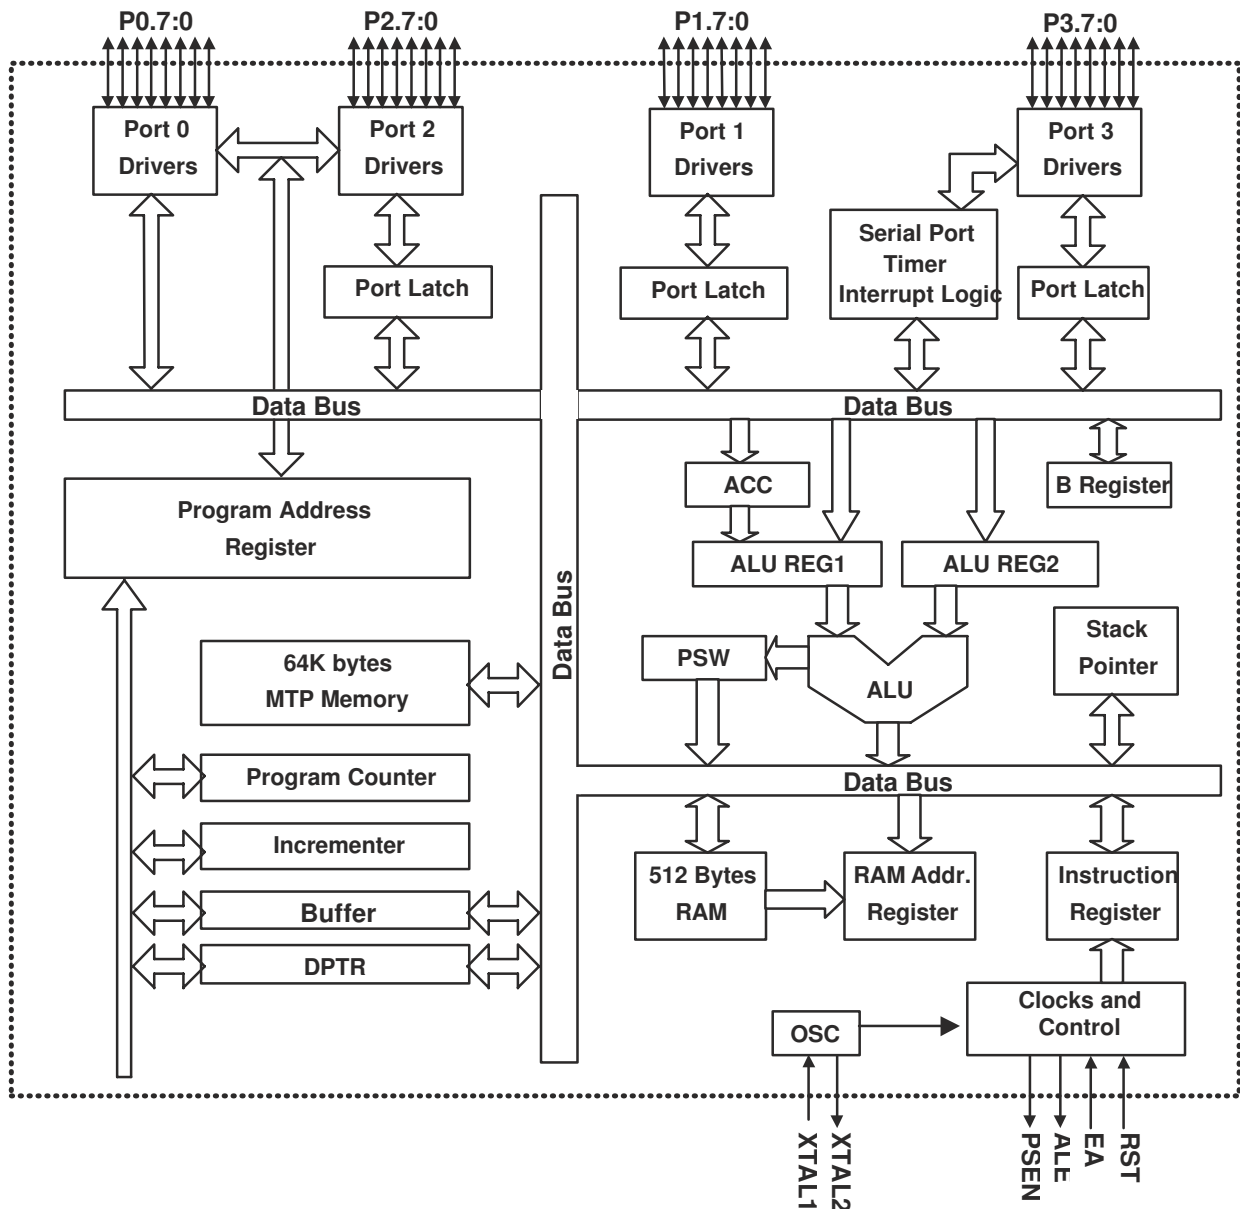 P0.7:0
P2.7:0
P1.7:0
P3.7:0
Port 0
Drivers
Port 2
Drivers
Port 1
Drivers
Port 3
Drivers
Serial Port
Timer
Interrupt Logic
Port Latch
Port Latch
Port Latch
Data Bus
Data Bus
ACC
B Register
Program Address
Register
ALU REG1
ALU REG2
Data Bus
Stack
Pointer
64K bytes
MTP Memory
PSW
ALU
Program Counter
Data Bus
Incrementer
512 Bytes
RAM
RAM Addr.
Register
Instruction
Register
Buffer
DPTR
Clocks and
Control
OSC
XTAL1
XTAL2
PSEN
ALE
EA
RST